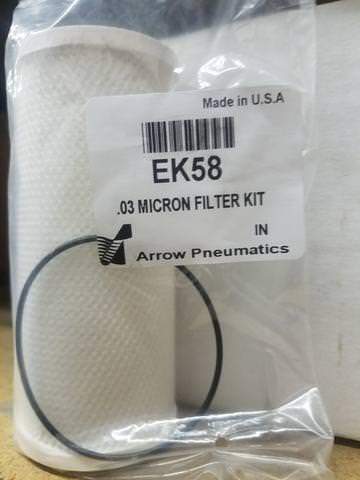 Made in U.S.A
EK58
.03 MICRON FILTER KIT
IN
Arrow Pneumatics